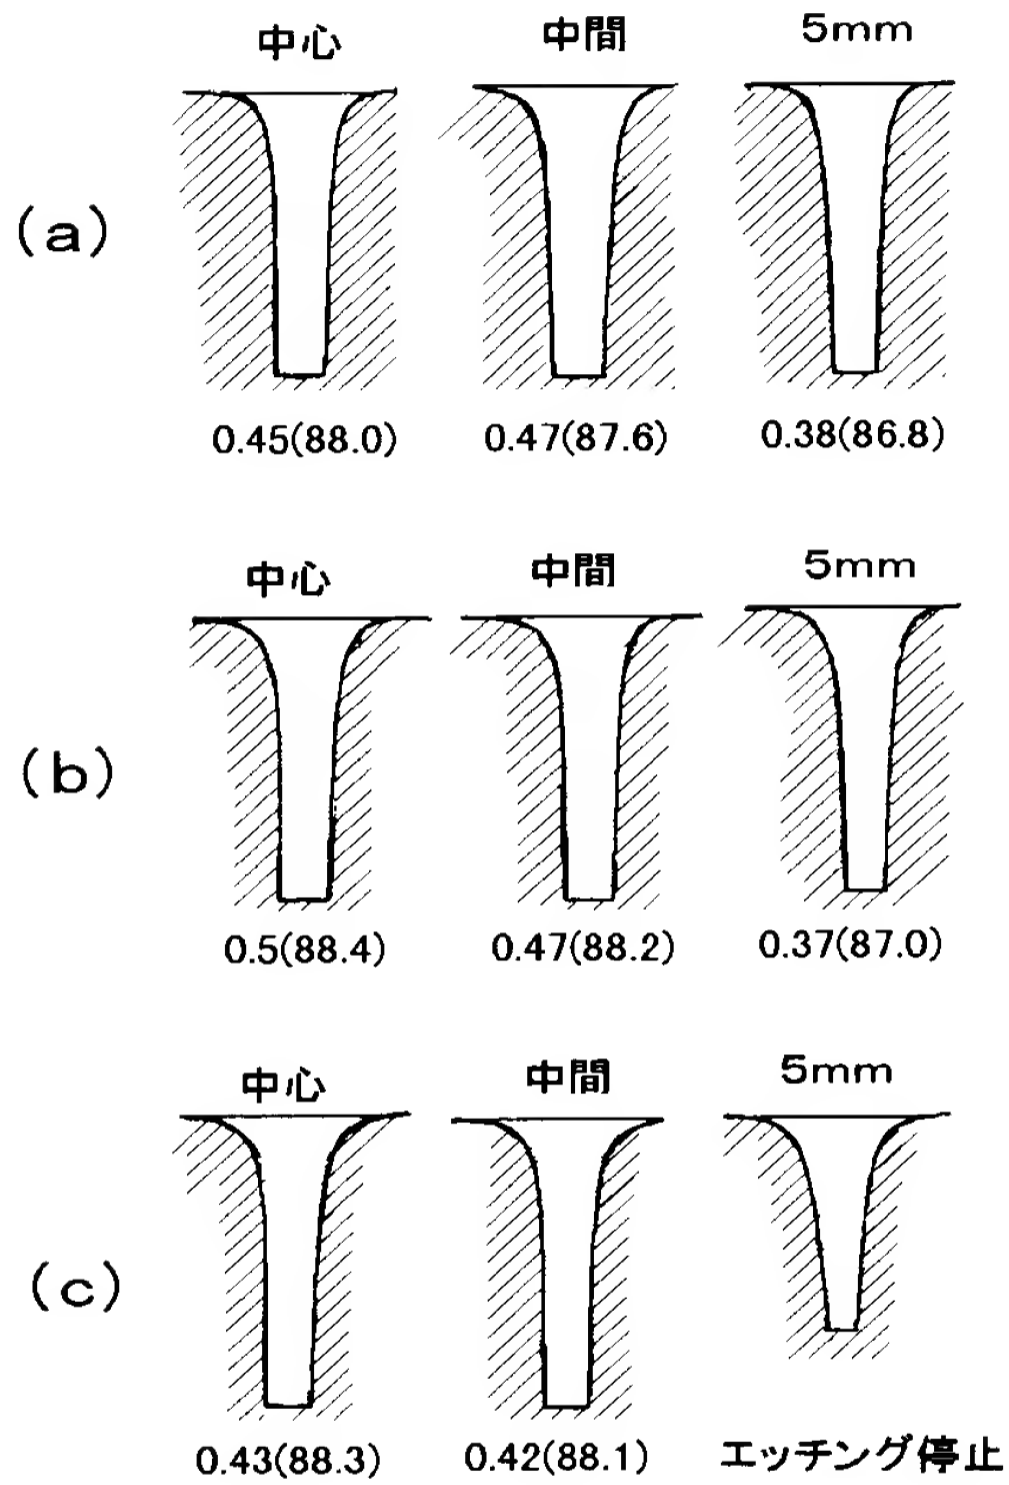 中心 中間 5mm
(a)
0.45(88.0) 0.47(87.6) 0.38(86.8)
中心 中間 5mm
(b)
0.5(88.4) 0.47(88.2) 0.37(87.0)
中心 中間 5mm
(c)
0.43(88.3) 0.42(88.1) エッチング停止